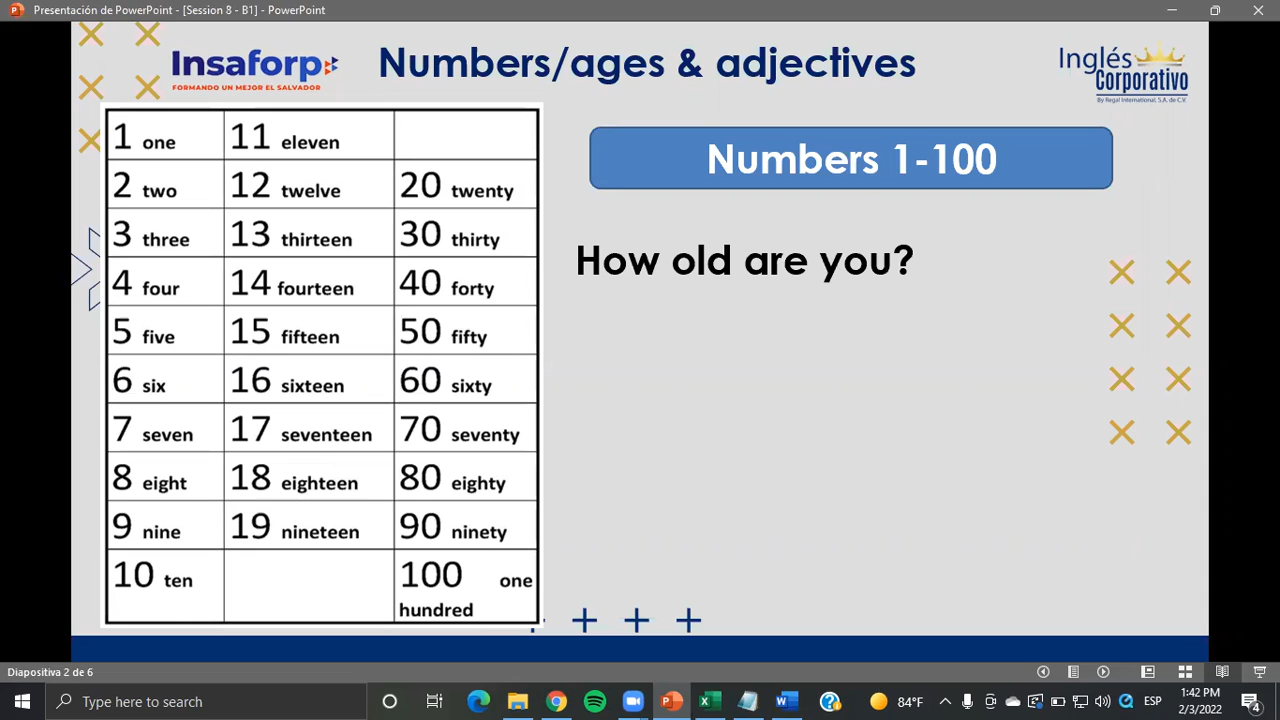 Presentación de PowerPoint - [Session 8 - B1] - PowerPoint
Insaforp
FORMANDO UN MEJOR EL SALVADOR
Numbers/ages & adjectives
Inglés
Corporativo
By Regal International, S.A. de C.V.
1 one 11 eleven
2 two 12 twelve 20 twenty
3 three 13 thirteen 30 thirty
4 four 14 fourteen 40 forty
5 five 15 fifteen 50 fifty
6 six 16 sixteen 60 sixty
7 seven 17 seventeen 70 seventy
8 eight 18 eighteen 80 eighty
9 nine 19 nineteen 90 ninety
10 ten 100 one
hundred
Numbers 1-100
How old are you?
Diapositiva 2 de 6
Type here to search
84°F
ESP
1:42 PM
2/3/2022
4